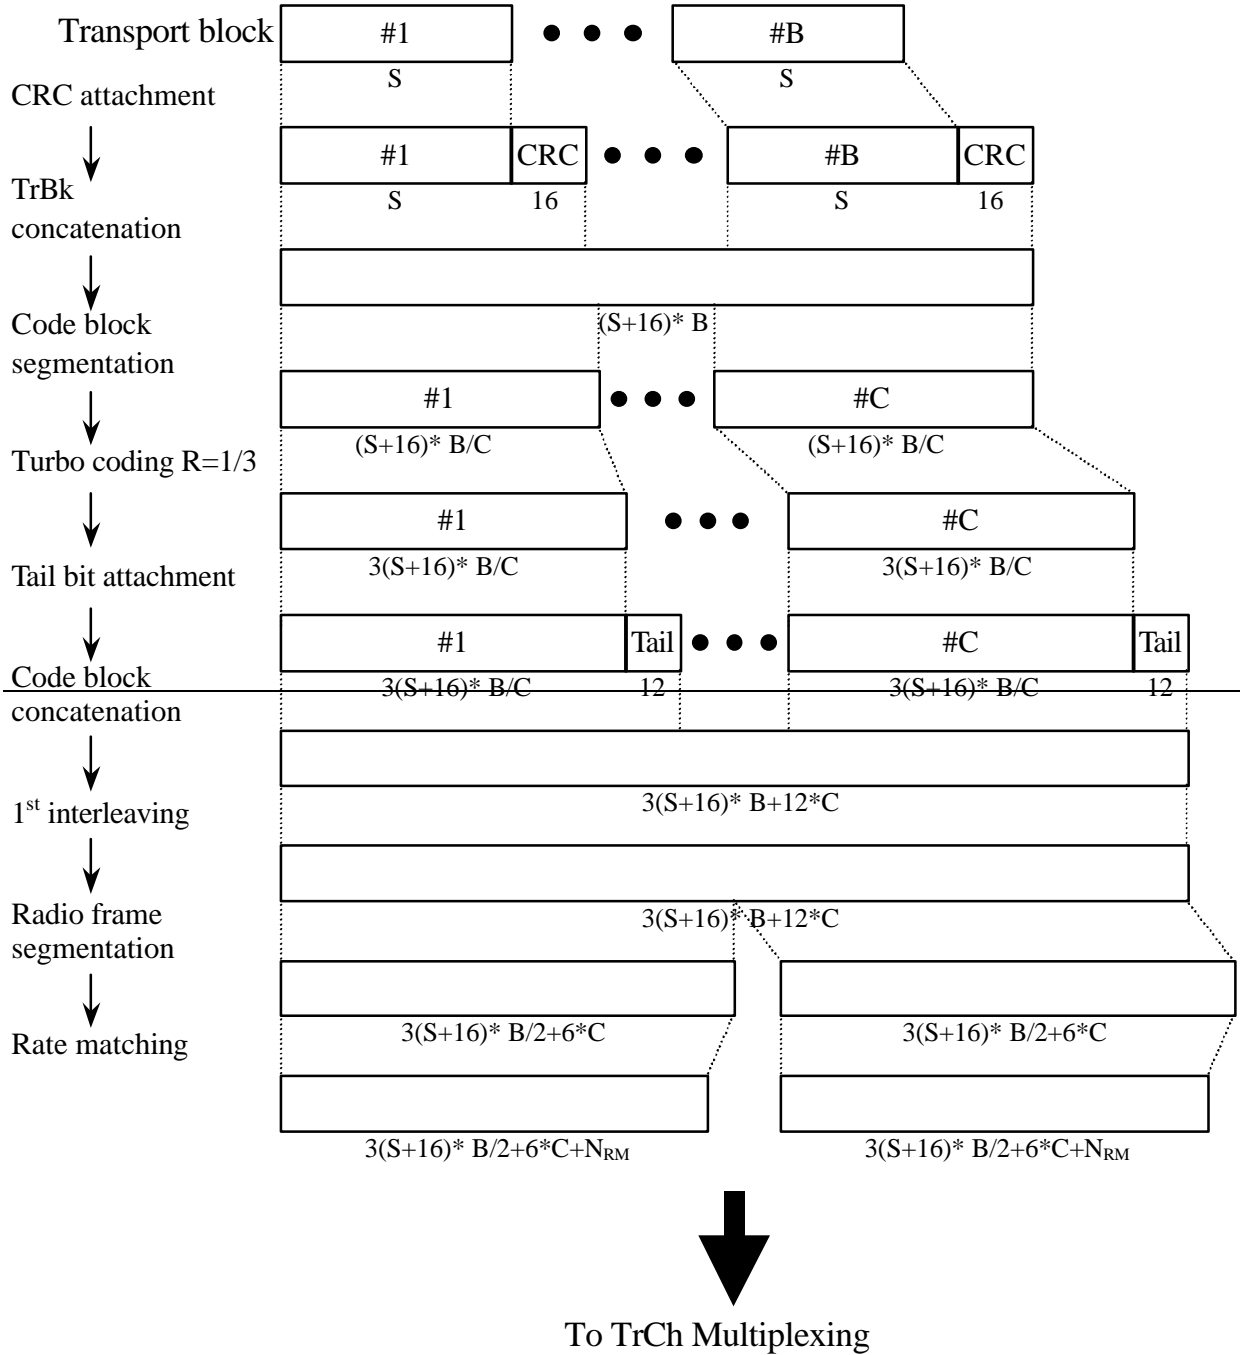 Transport block
#1
#B
S
S
CRC attachment
#1
CRC
#B
CRC
S
16
S
16
TrBk
concatenation
(S+16)* B
Code block
segmentation
#1
#C
(S+16)* B/C
(S+16)* B/C
Turbo coding R=1/3
#1
#C
3(S+16)* B/C
3(S+16)* B/C
Tail bit attachment
#1
Tail
#C
Tail
3(S+16)* B/C
12
3(S+16)* B/C
12
Code block
concatenation
3(S+16)* B+12*C
1st interleaving
3(S+16)* B+12*C
Radio frame
segmentation
3(S+16)* B/2+6*C
3(S+16)* B/2+6*C
Rate matching
3(S+16)* B/2+6*C+NRM
3(S+16)* B/2+6*C+NRM
To TrCh Multiplexing